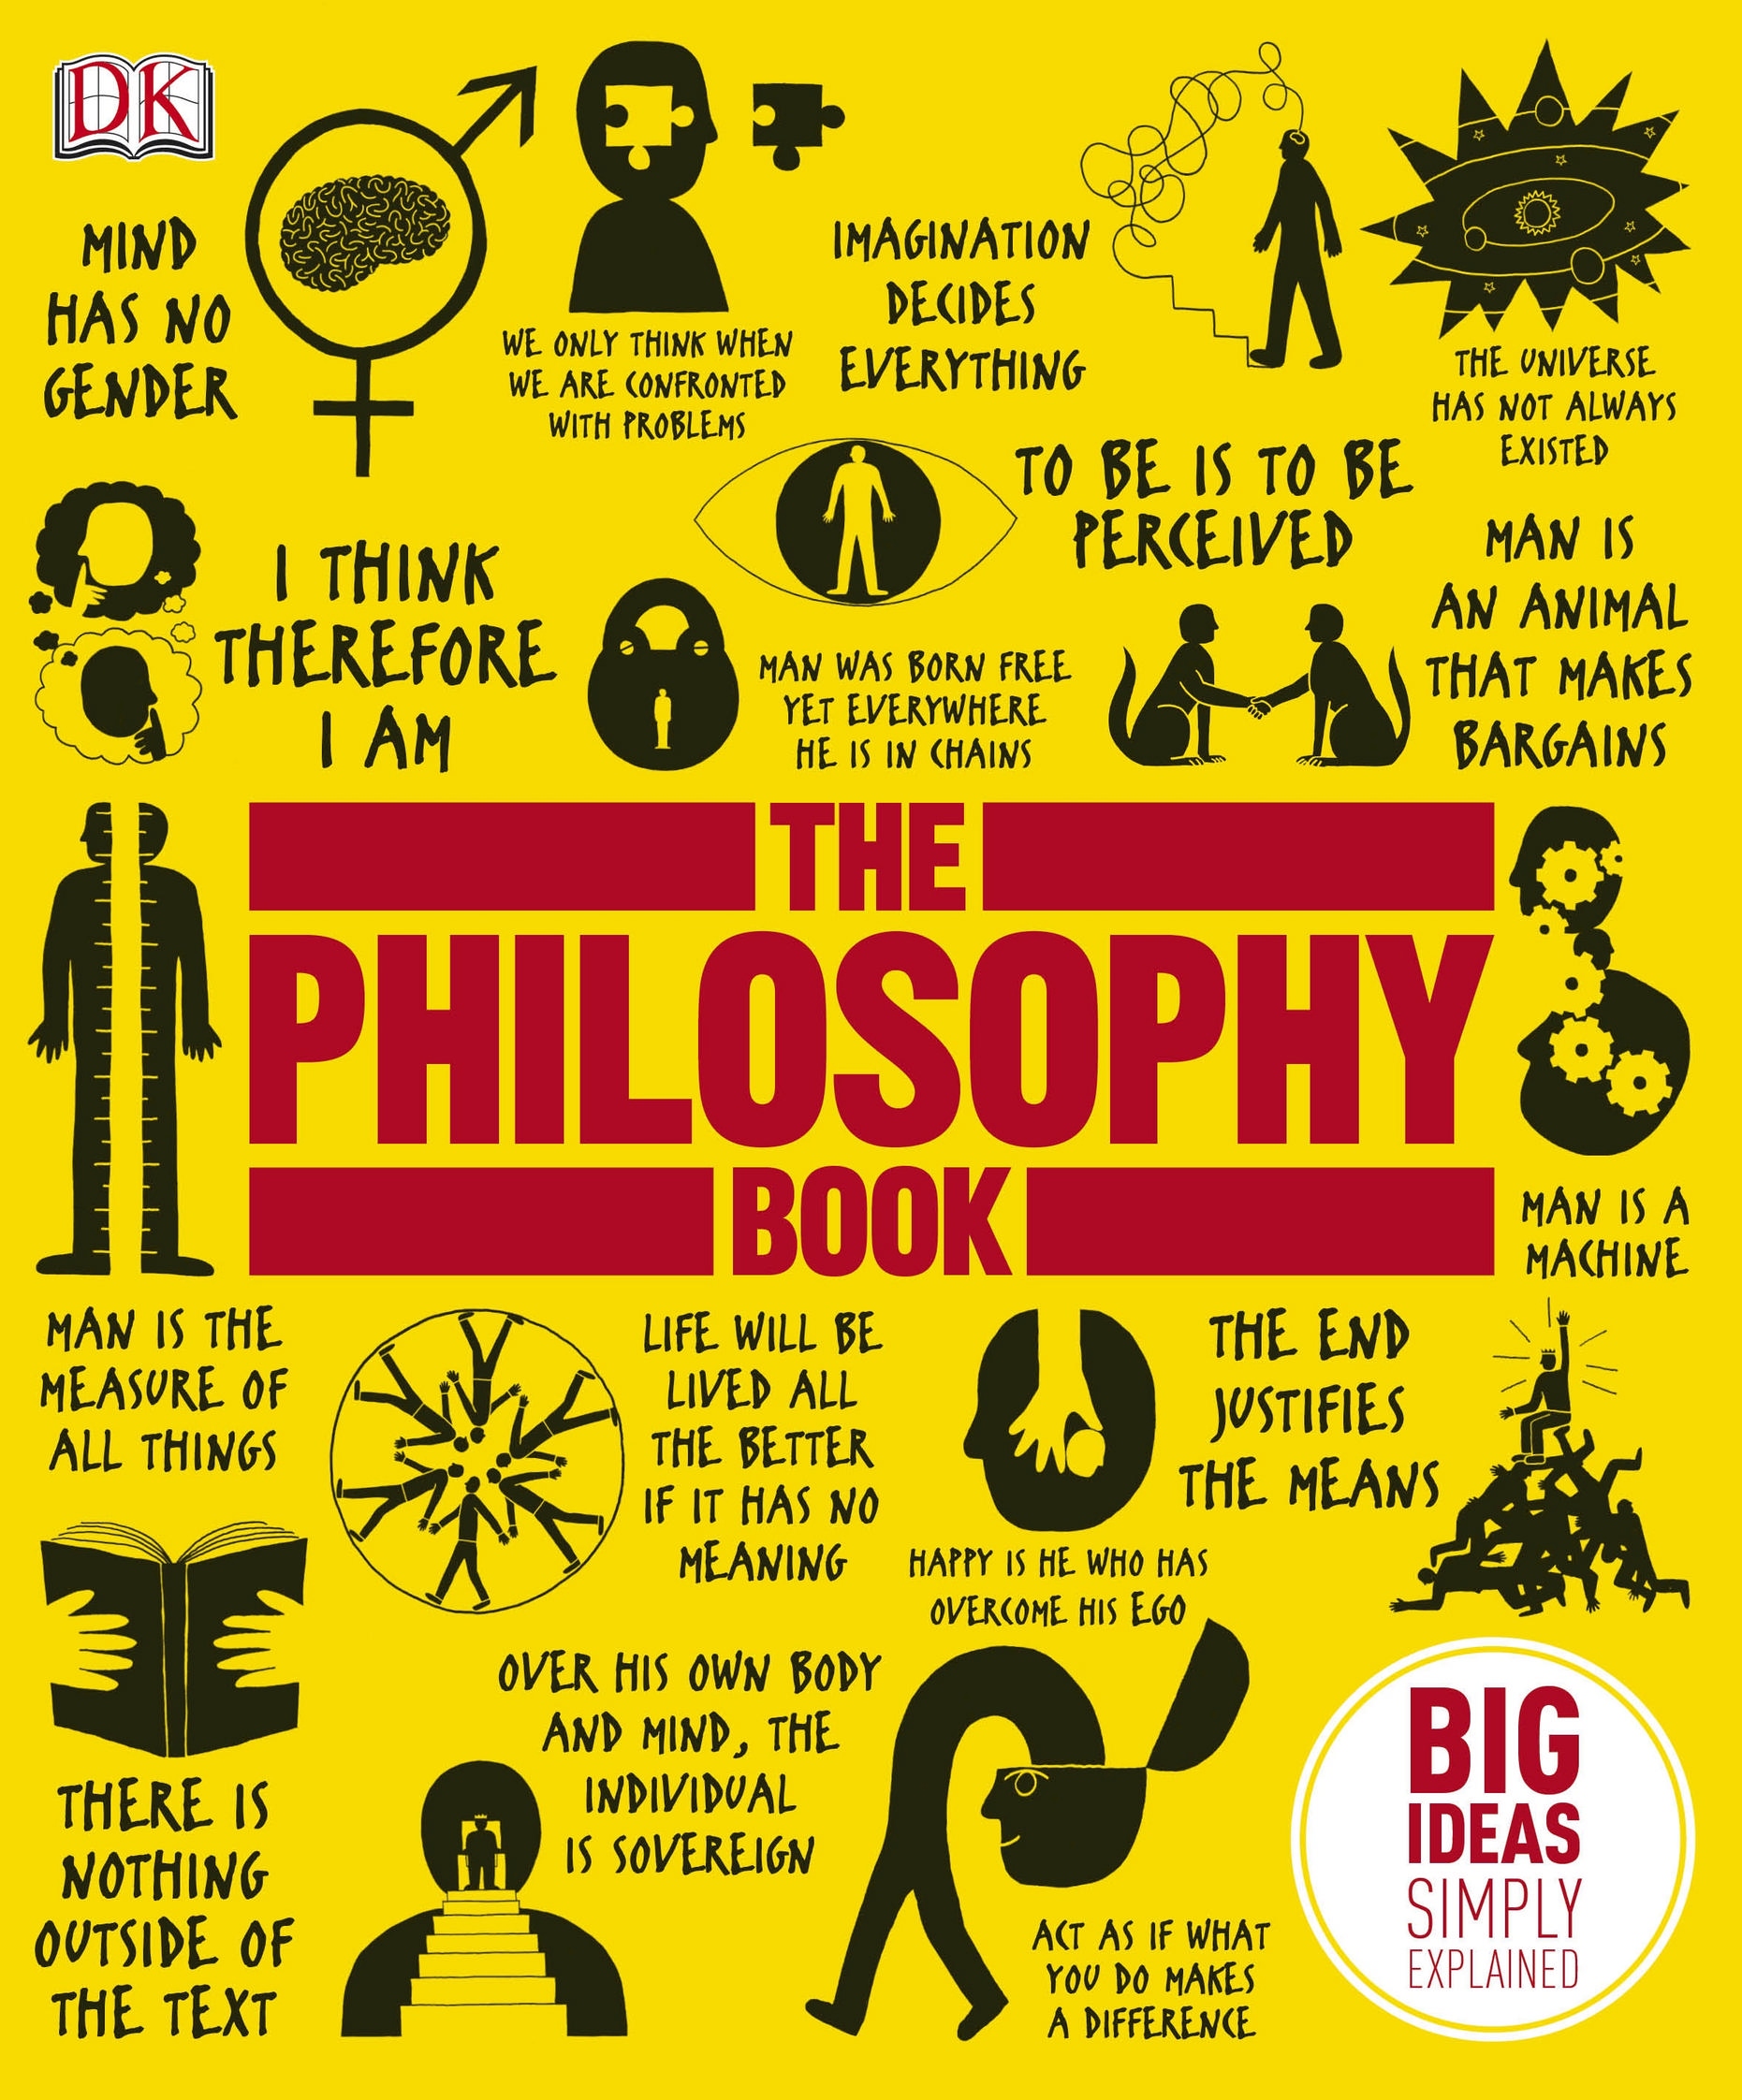 DK
MIND
HAS NO
GENDER
WE ONLY THINK WHEN
WE ARE CONFRONTED
WITH PROBLEMS
IMAGINATION
DECIDES
EVERYTHING
THE UNIVERSE
HAS NOT ALWAYS
EXISTED
I THINK
THEREFORE
I AM
TO BE IS TO BE
PERCEIVED
MAN WAS BORN FREE
YET EVERYWHERE
HE IS IN CHAINS
MAN IS
AN ANIMAL
THAT MAKES
BARGAINS
THE
PHILOSOPHY
BOOK
MAN IS A
MACHINE
MAN IS THE
MEASURE OF
ALL THINGS
LIFE WILL BE
LIVED ALL
THE BETTER
IF IT HAS NO
MEANING
THE END
JUSTIFIES
THE MEANS
HAPPY IS HE WHO HAS
OVERCOME HIS EGO
THERE IS
NOTHING
OUTSIDE OF
THE TEXT
OVER HIS OWN BODY
AND MIND, THE
INDIVIDUAL
IS SOVEREIGN
ACT AS IF WHAT
YOU DO MAKES
A DIFFERENCE
BIG
IDEAS
SIMPLY
EXPLAINED